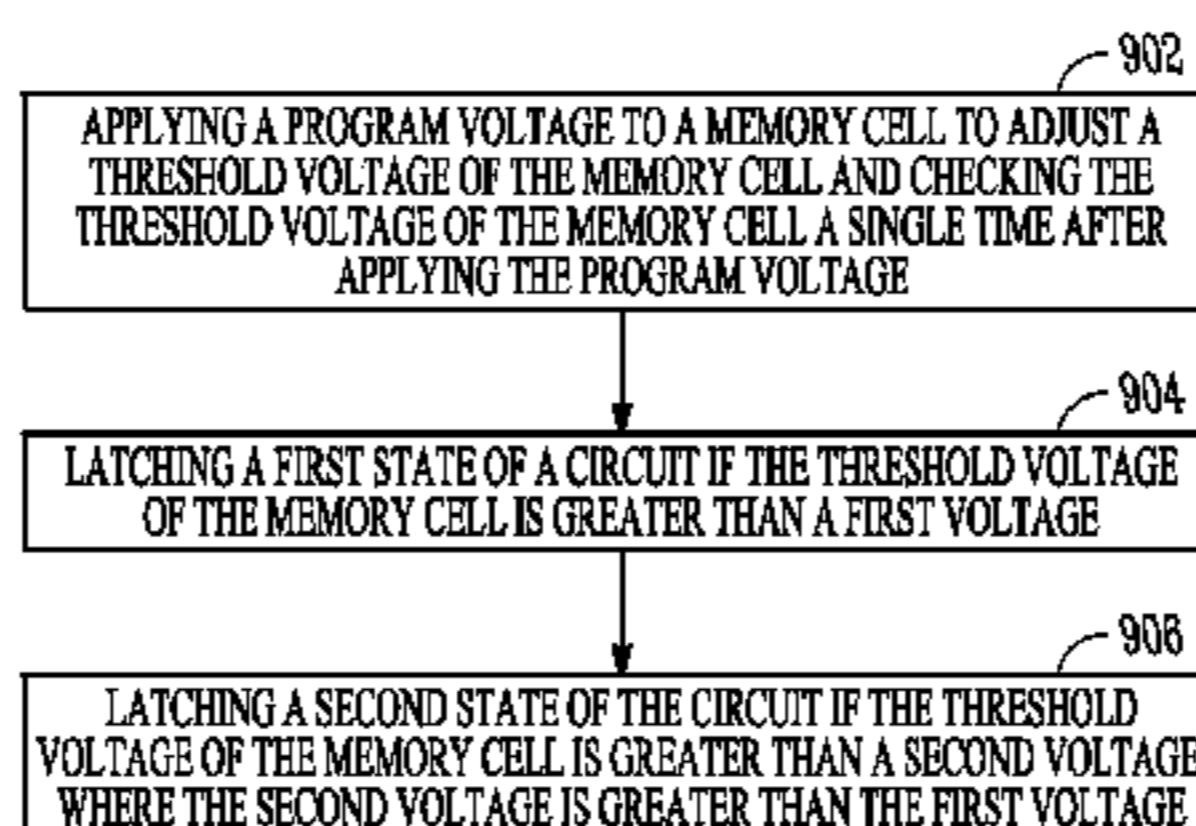 902
APPLYING A PROGRAM VOLTAGE TO A MEMORY CELL TO ADJUST A
THRESHOLD VOLTAGE OF THE MEMORY CELL AND CHECKING THE
THRESHOLD VOLTAGE OF THE MEMORY CELL A SINGLE TIME AFTER
APPLYING THE PROGRAM VOLTAGE
904
LATCHING A FIRST STATE OF A CIRCUIT IF THE THRESHOLD VOLTAGE
OF THE MEMORY CELL IS GREATER THAN A FIRST VOLTAGE
906
LATCHING A SECOND STATE OF THE CIRCUIT IF THE THRESHOLD
VOLTAGE OF THE MEMORY CELL IS GREATER THAN A SECOND VOLTAGE
WHERE THE SECOND VOLTAGE IS GREATER THAN THE FIRST VOLTAGE